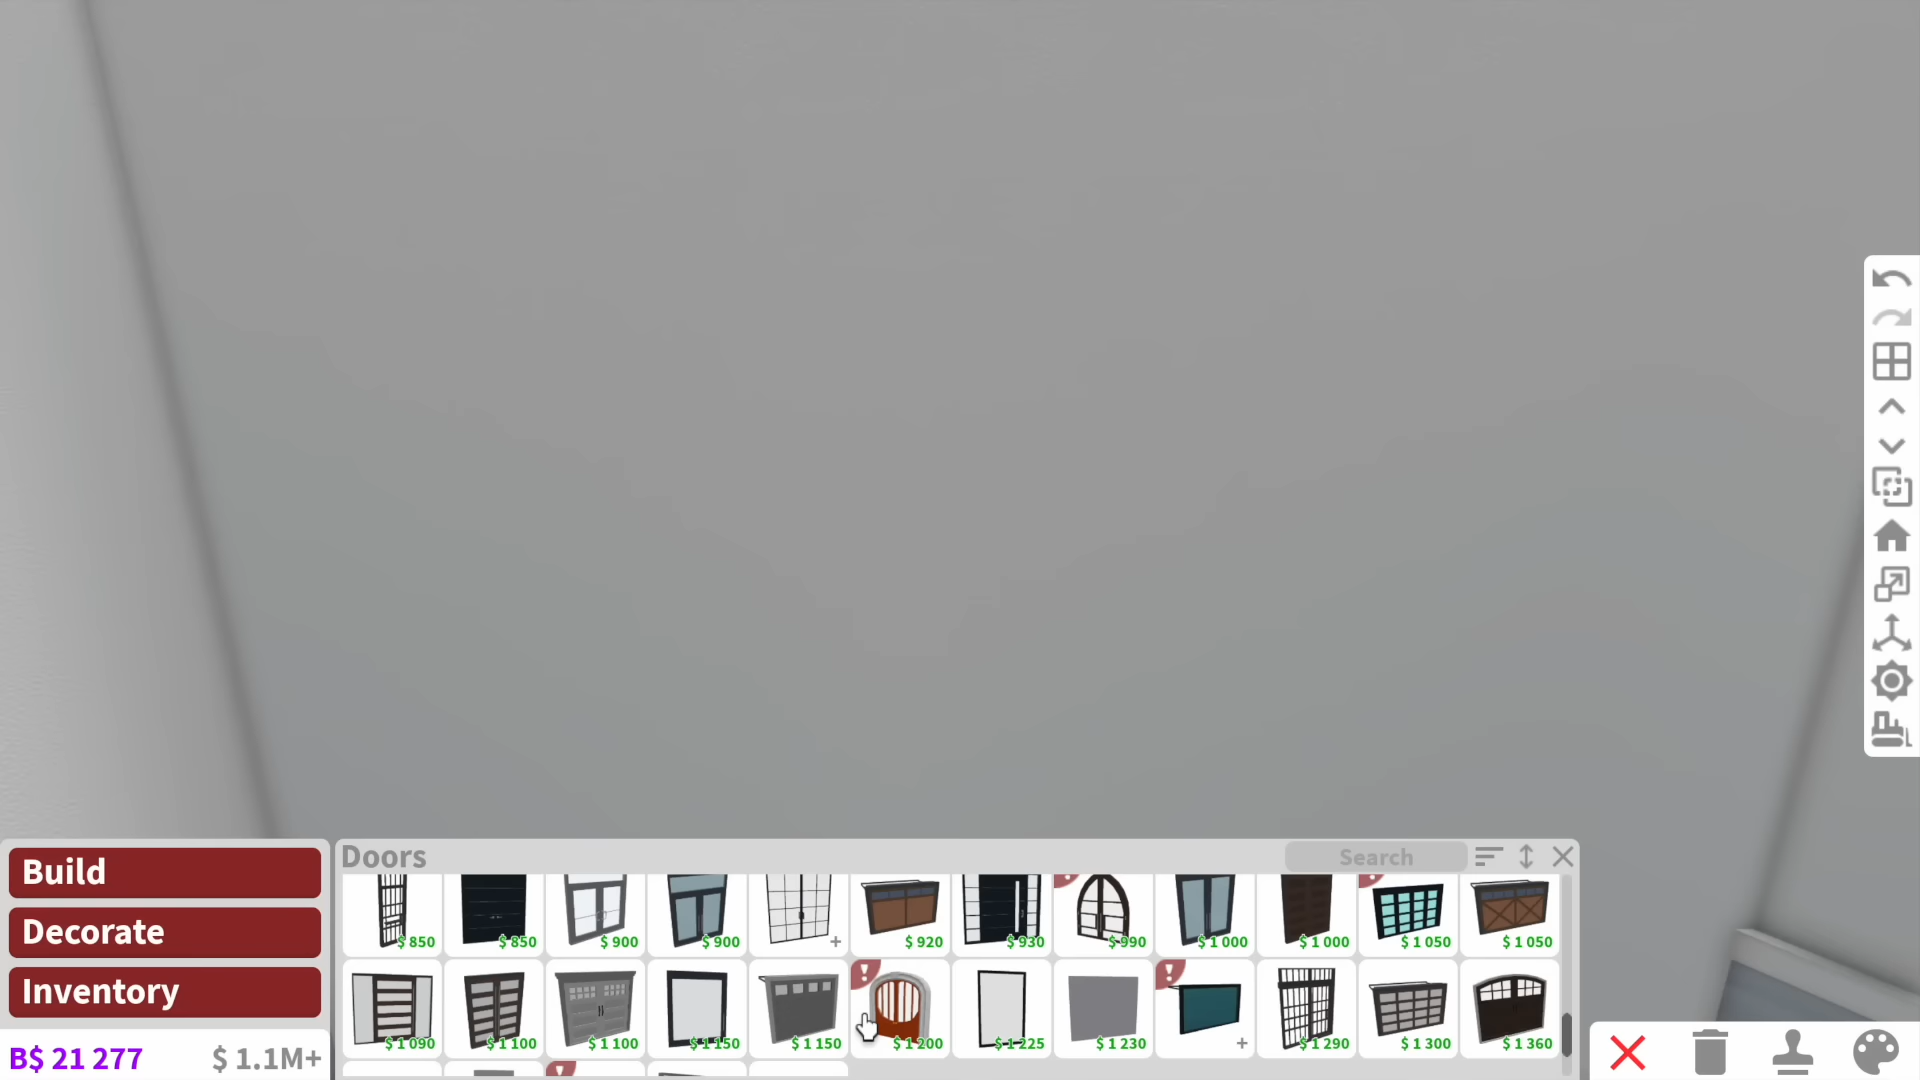 Doors
Search
$ 850
$ 850
$ 900
$ 900
+
$ 920
$ 930
$ 990
$ 1 000
$ 1 000
$ 1 050
$ 1 050
$ 1 090
$ 1 100
$ 1 100
$ 1 150
$ 1 150
!
$ 1 200
$ 1 225
$ 1 230
!
+
$ 1 290
$ 1 300
$ 1 360
Build
Decorate
Inventory
B$ 21 277
$ 1.1M+